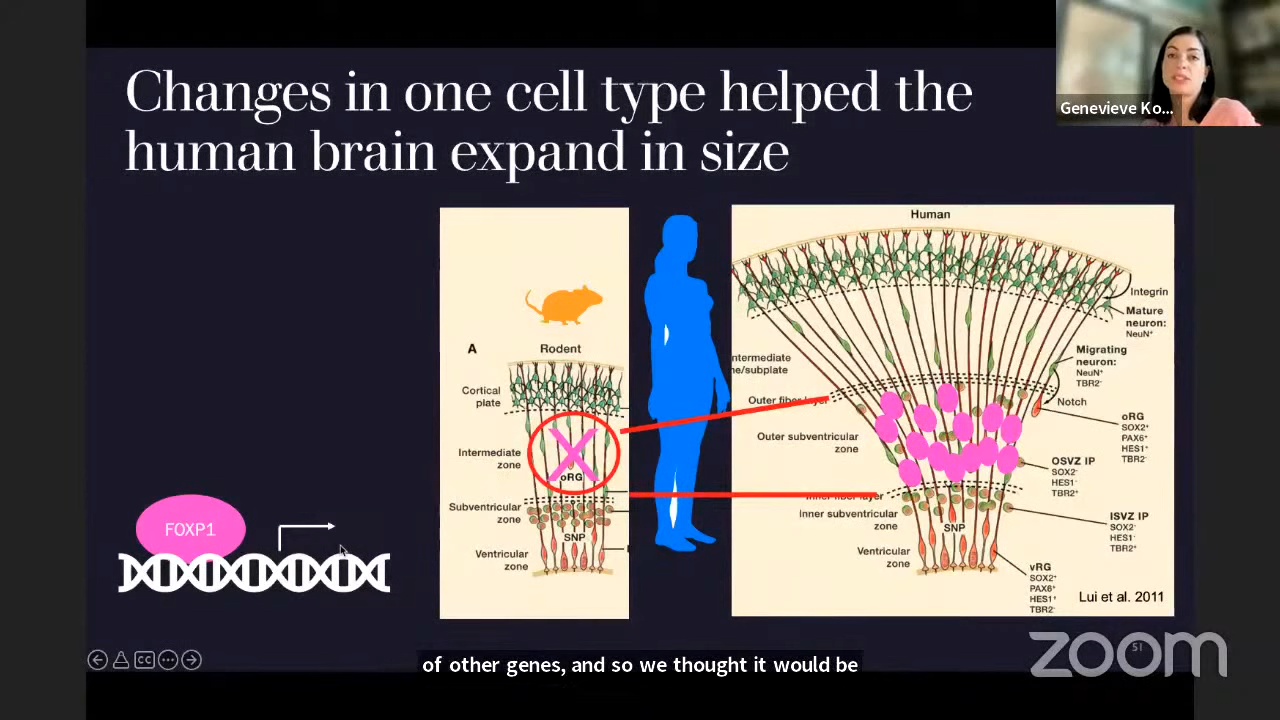 Changes in one cell type helped the
human brain expand in size
Genevieve Ko...
A
Rodent
Cortical
plate
Intermediate
zone
oRG
Subventricular
zone
SNP
Ventricular
zone
Human
Integrin
Mature
neuron:
NeuN⁺
Migrating
neuron:
NeuN⁺
TBR2⁻
Notch
ntermediate
ne/subplate
Outer fiber layer
Outer subventricular
zone
oRG
SOX2⁺
PAX6⁺
HES1⁺
TBR2⁻
OSVZ IP
SOX2⁻
HES1⁻
TBR2⁺
Inner fiber layer
Inner subventricular
zone
SNP
ISVZ IP
SOX2⁻
HES1⁻
TBR2⁺
Ventricular
zone
vRG
SOX2⁺
PAX6⁺
HES1⁺
TBR2⁻
Lui et al. 2011
FOXP1
CC
51
zoom
of other genes, and so we thought it would be